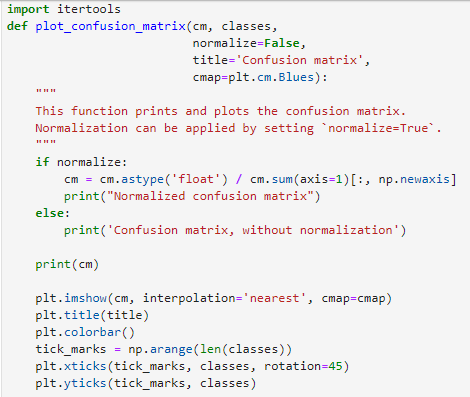 import itertools
def plot_confusion_matrix(cm, classes,
                          normalize=False,
                          title='Confusion matrix',
                          cmap=plt.cm.Blues):
    """
    This function prints and plots the confusion matrix.
    Normalization can be applied by setting `normalize=True`.
    """
    if normalize:
        cm = cm.astype('float') / cm.sum(axis=1)[:, np.newaxis]
        print("Normalized confusion matrix")
    else:
        print('Confusion matrix, without normalization')

    print(cm)

    plt.imshow(cm, interpolation='nearest', cmap=cmap)
    plt.title(title)
    plt.colorbar()
    tick_marks = np.arange(len(classes))
    plt.xticks(tick_marks, classes, rotation=45)
    plt.yticks(tick_marks, classes)